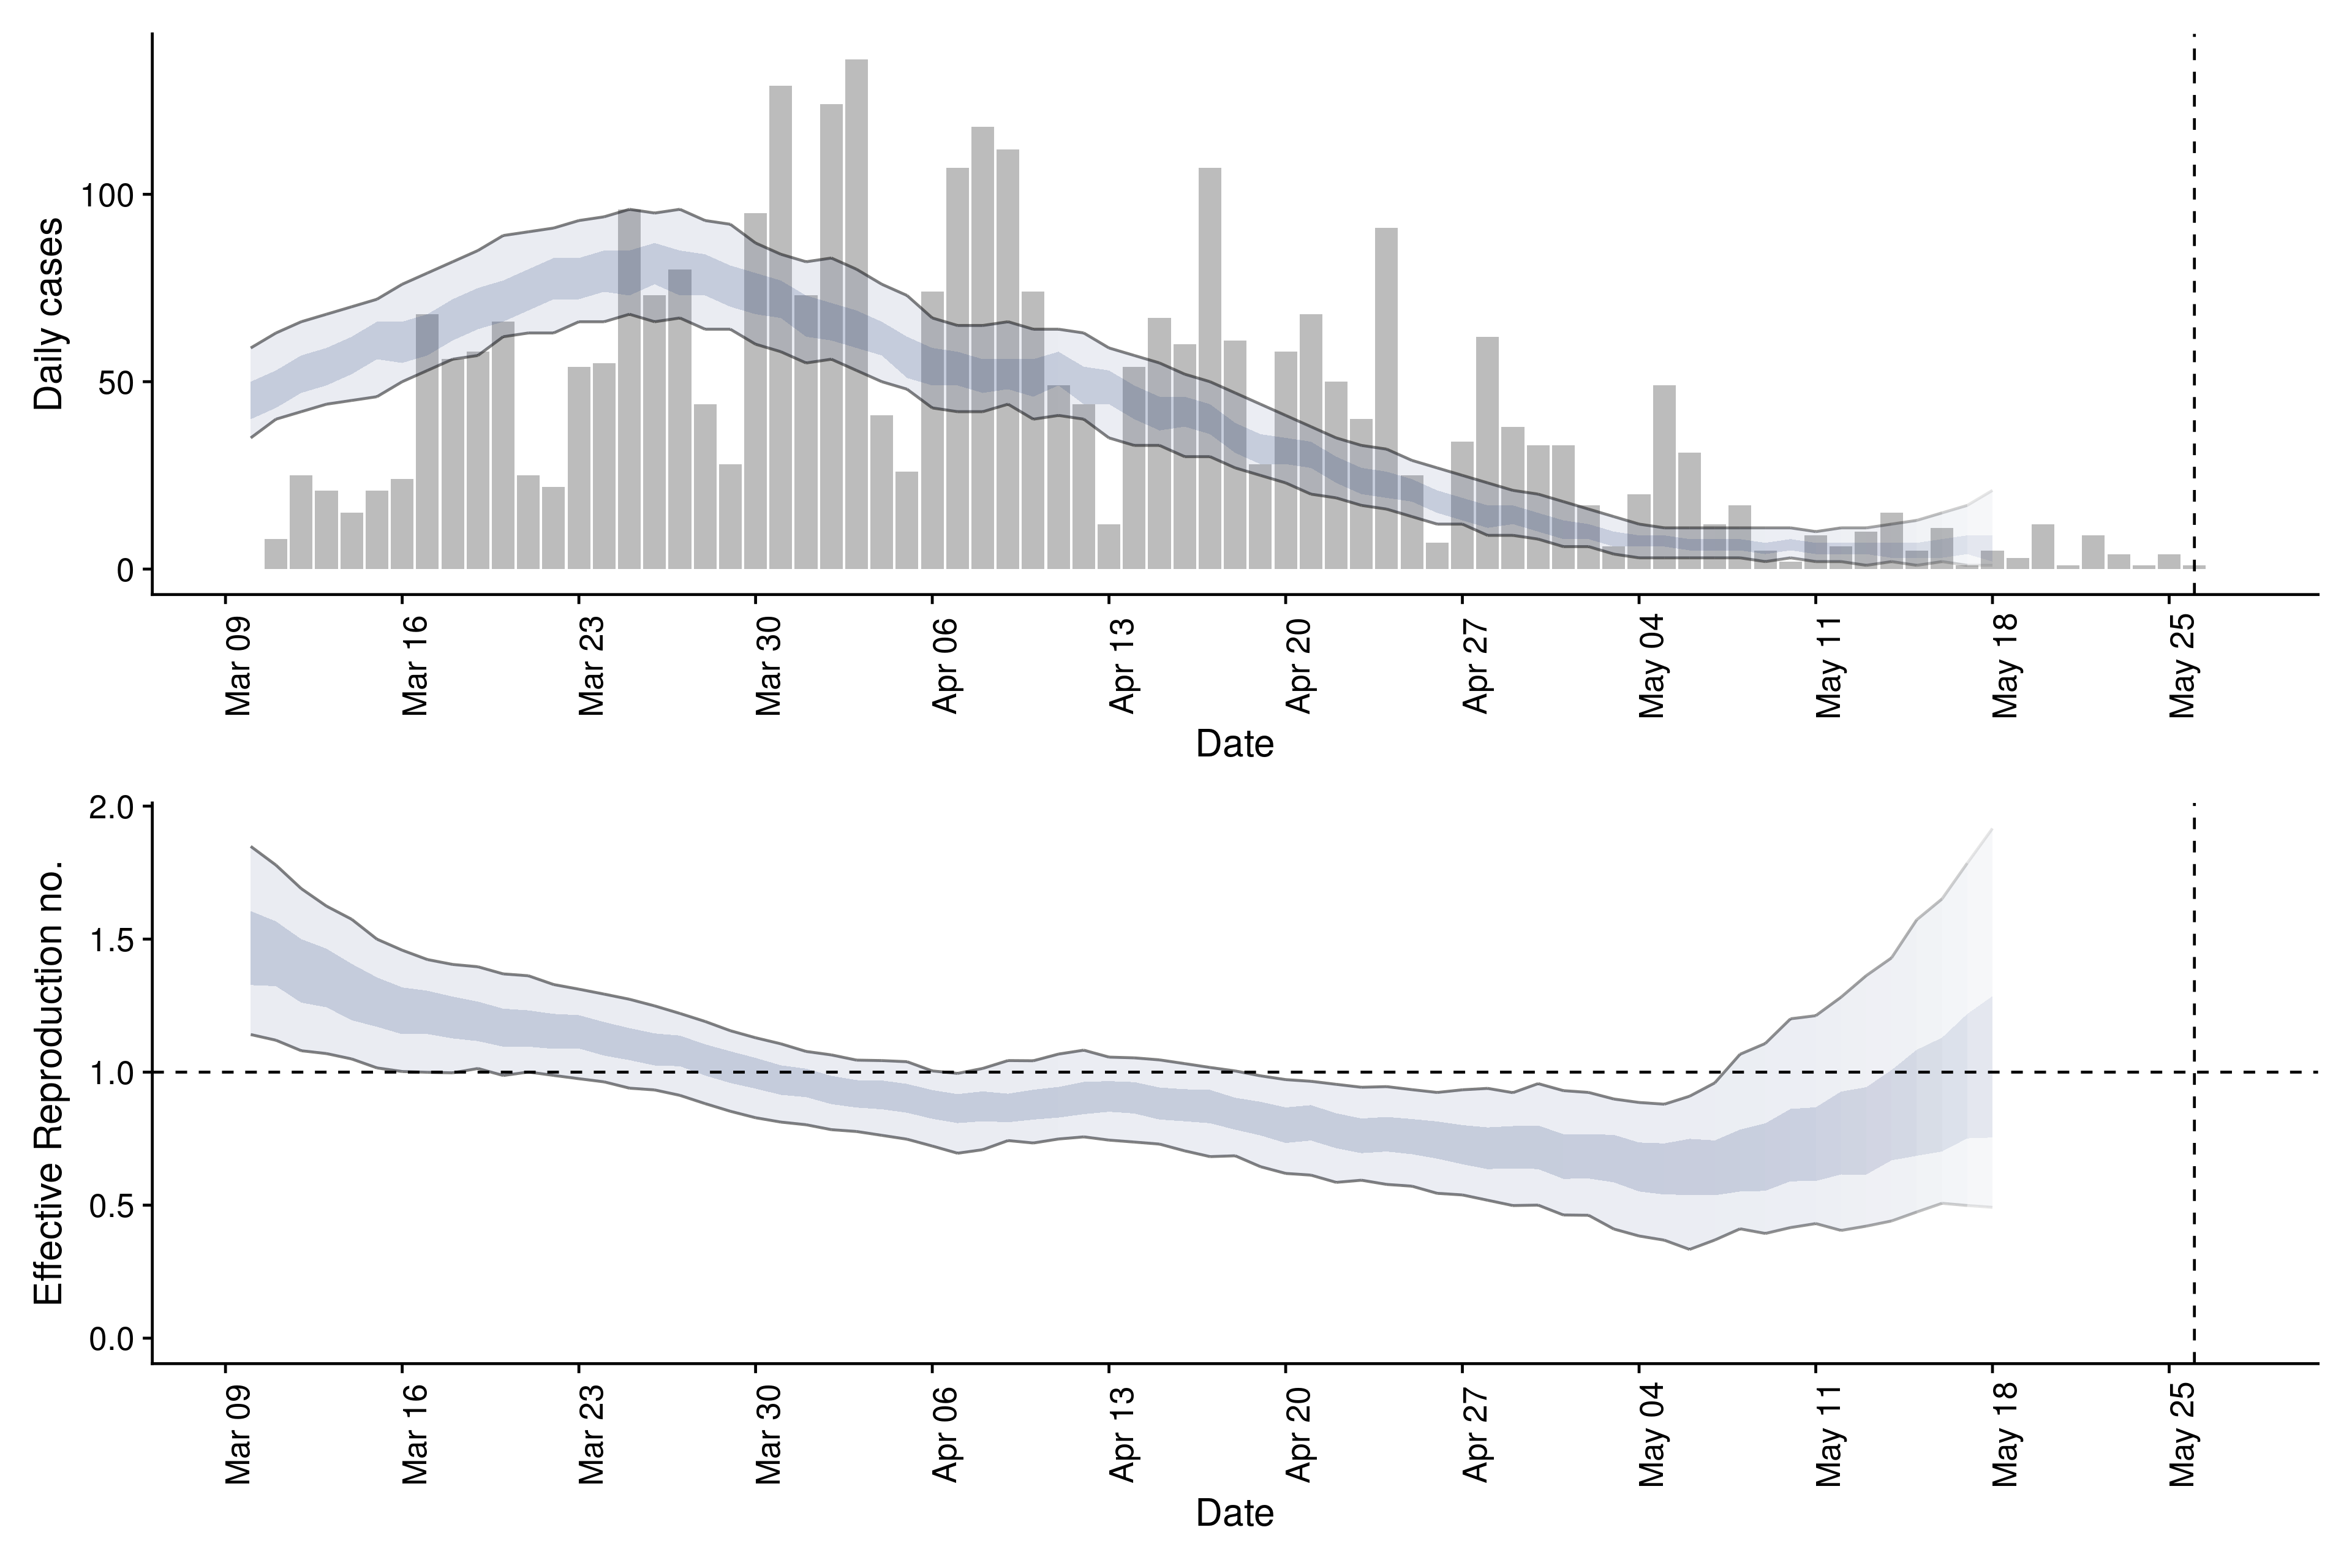 Daily cases
100
50
0
Mar 09
Mar 16
Mar 23
Mar 30
Apr 06
Apr 13
Apr 20
Apr 27
May 04
May 11
May 18
May 25
Date
Effective Reproduction no.
2.0
1.5
1.0
0.5
0.0
Mar 09
Mar 16
Mar 23
Mar 30
Apr 06
Apr 13
Apr 20
Apr 27
May 04
May 11
May 18
May 25
Date